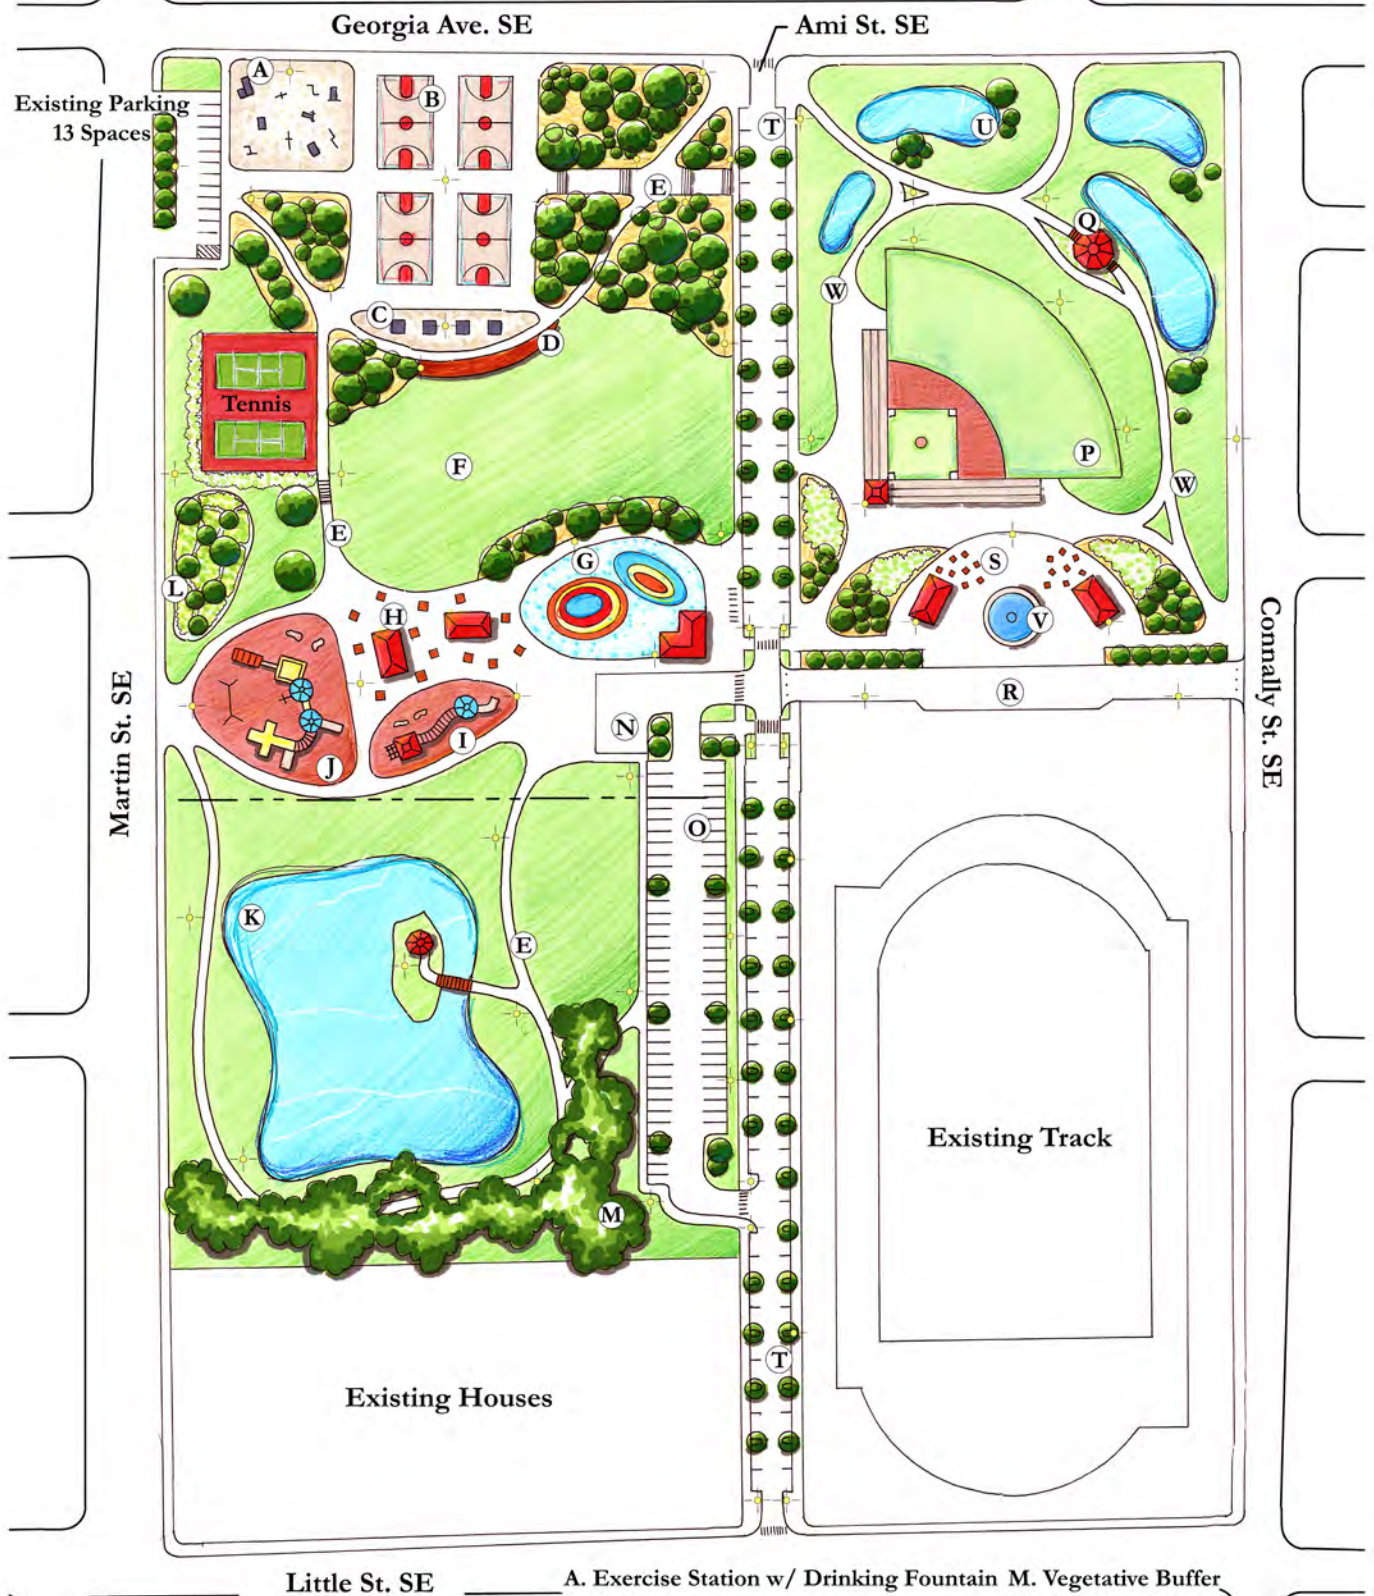 Georgia Ave. SE
Ami St. SE
A
B
Existing Parking
13 Spaces
T
U
E
Q
W
C
D
Tennis
F
P
W
E
G
S
L
H
V
R
N
I
J
Martin St. SE
Connally St. SE
O
K
E
Existing Track
M
T
Existing Houses
Little St. SE
A. Exercise Station w/ Drinking Fountain M. Vegetative Buffer